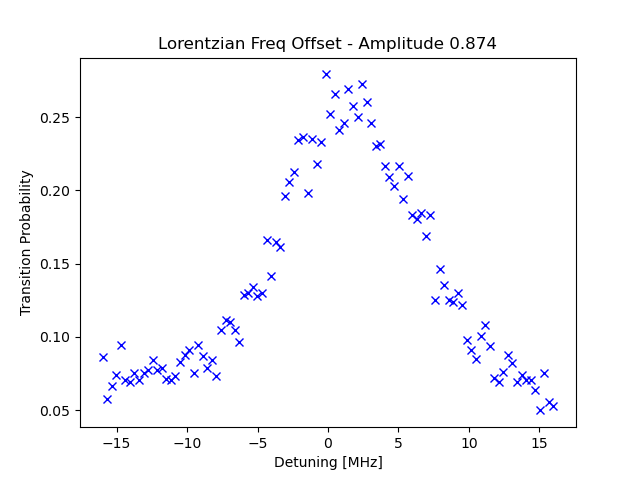 Lorentzian Freq Offset - Amplitude 0.874
0.25
0.20
0.15
0.10
0.05
Transition Probability
−15 −10 −5 0 5 10 15
Detuning [MHz]